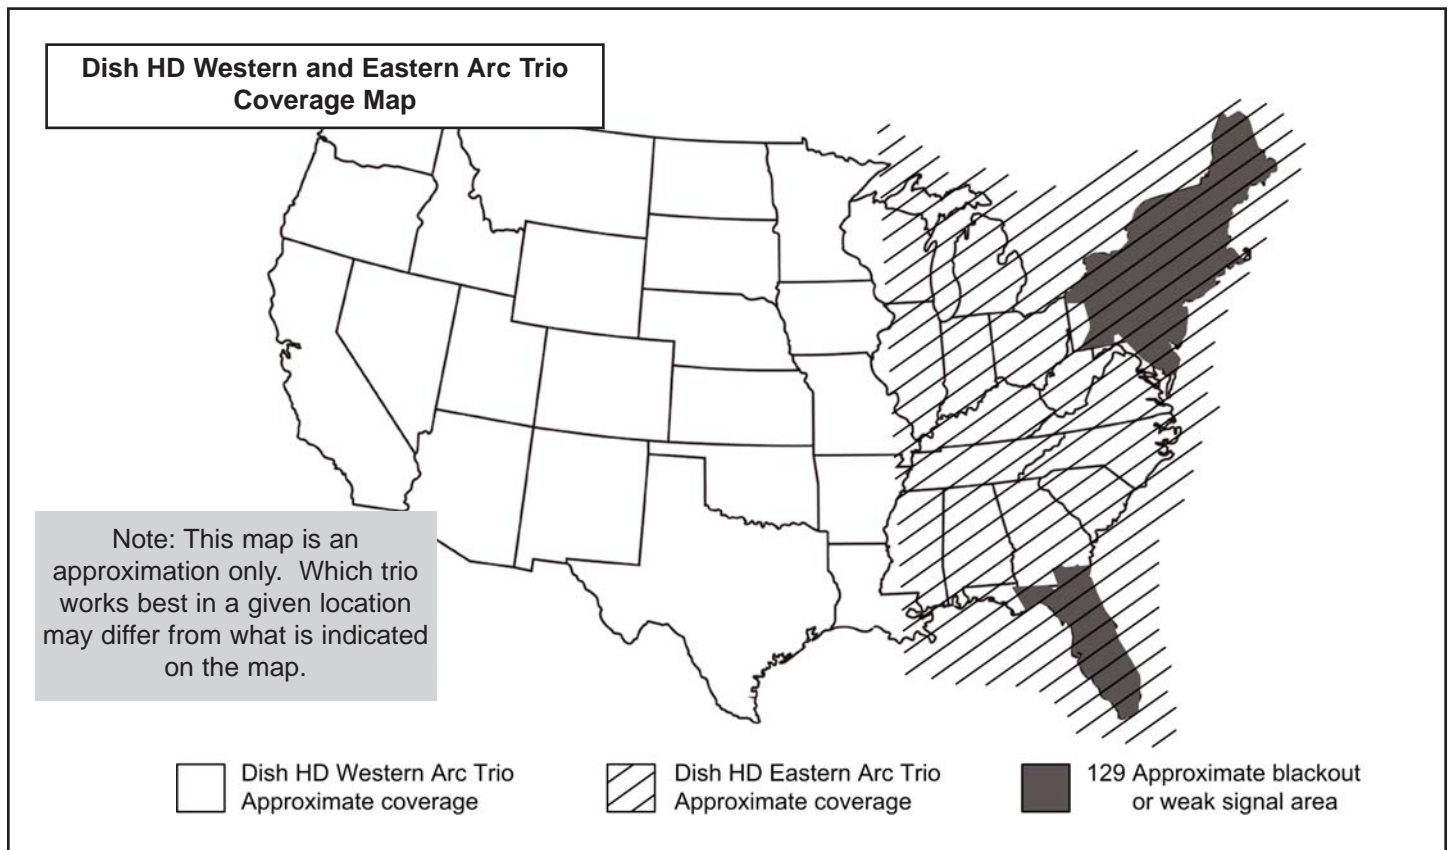 Dish HD Western and Eastern Arc Trio
Coverage Map
Note: This map is an
approximation only.  Which trio
works best in a given location
may differ from what is indicated
on the map.
Dish HD Western Arc Trio
Approximate coverage
Dish HD Eastern Arc Trio
Approximate coverage
129 Approximate blackout
or weak signal area